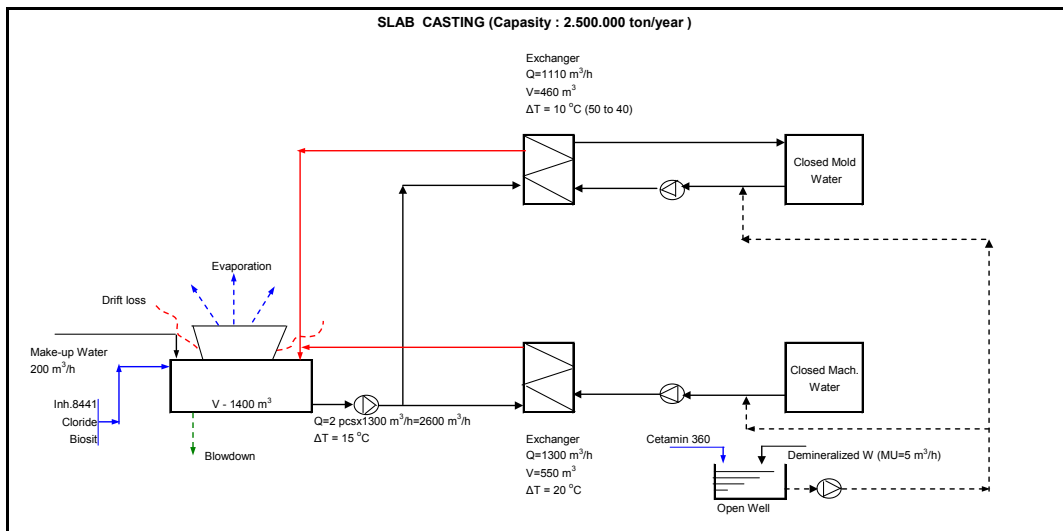 SLAB CASTING (Capasity : 2.500.000 ton/year )
Exchanger
Q=1110 m³/h
V=460 m³
ΔT = 10 °C (50 to 40)
Closed Mold
Water
Evaporation
Drift loss
Make-up Water
200 m³/h
Inh.8441
Cloride
Biosit
V - 1400 m³
Q=2 pcsx1300 m³/h=2600 m³/h
ΔT = 15 °C
Blowdown
Closed Mach.
Water
Exchanger
Q=1300 m³/h
V=550 m³
ΔT = 20 °C
Cetamin 360
Demineralized W (MU=5 m³/h)
Open Well